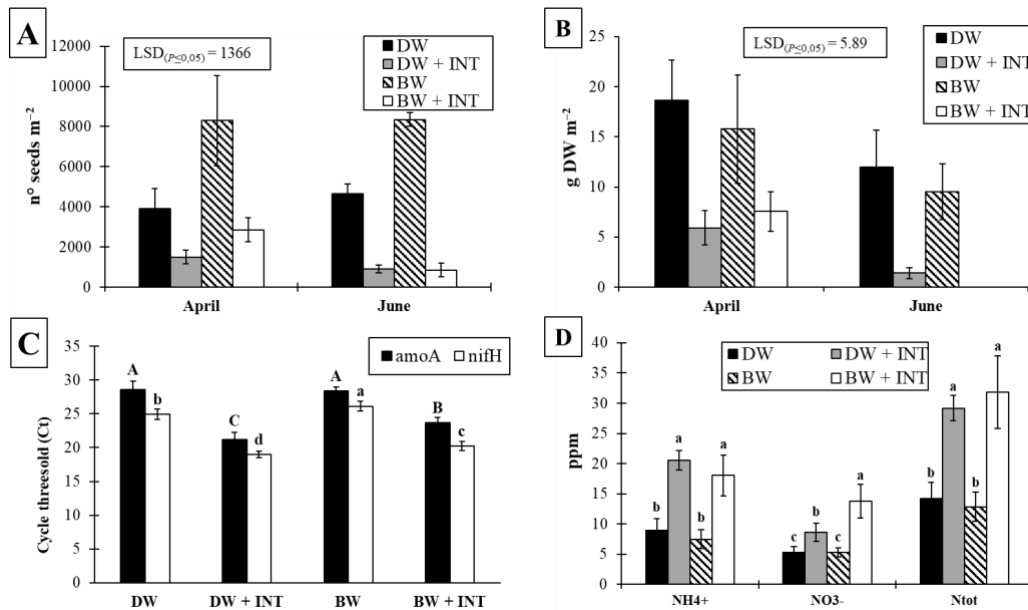 A
LSD(P≤0,05) = 1366
DW
DW + INT
BW
BW + INT
12000
10000
8000
6000
4000
2000
0
n° seeds m⁻²
April
June
B
LSD(P≤0,05) = 5.89
DW
DW + INT
BW
BW + INT
25
20
15
10
5
0
g DW m⁻²
April
June
C
amoA
nifH
35
30
25
20
15
10
5
0
Cycle threesold (Ct)
A
b
C
d
A
a
B
c
DW
DW + INT
BW
BW + INT
D
DW
DW + INT
BW
BW + INT
40
35
30
25
20
15
10
5
0
ppm
b
a
b
a
c
b
c
a
b
a
b
a
NH4+
NO3-
Ntot